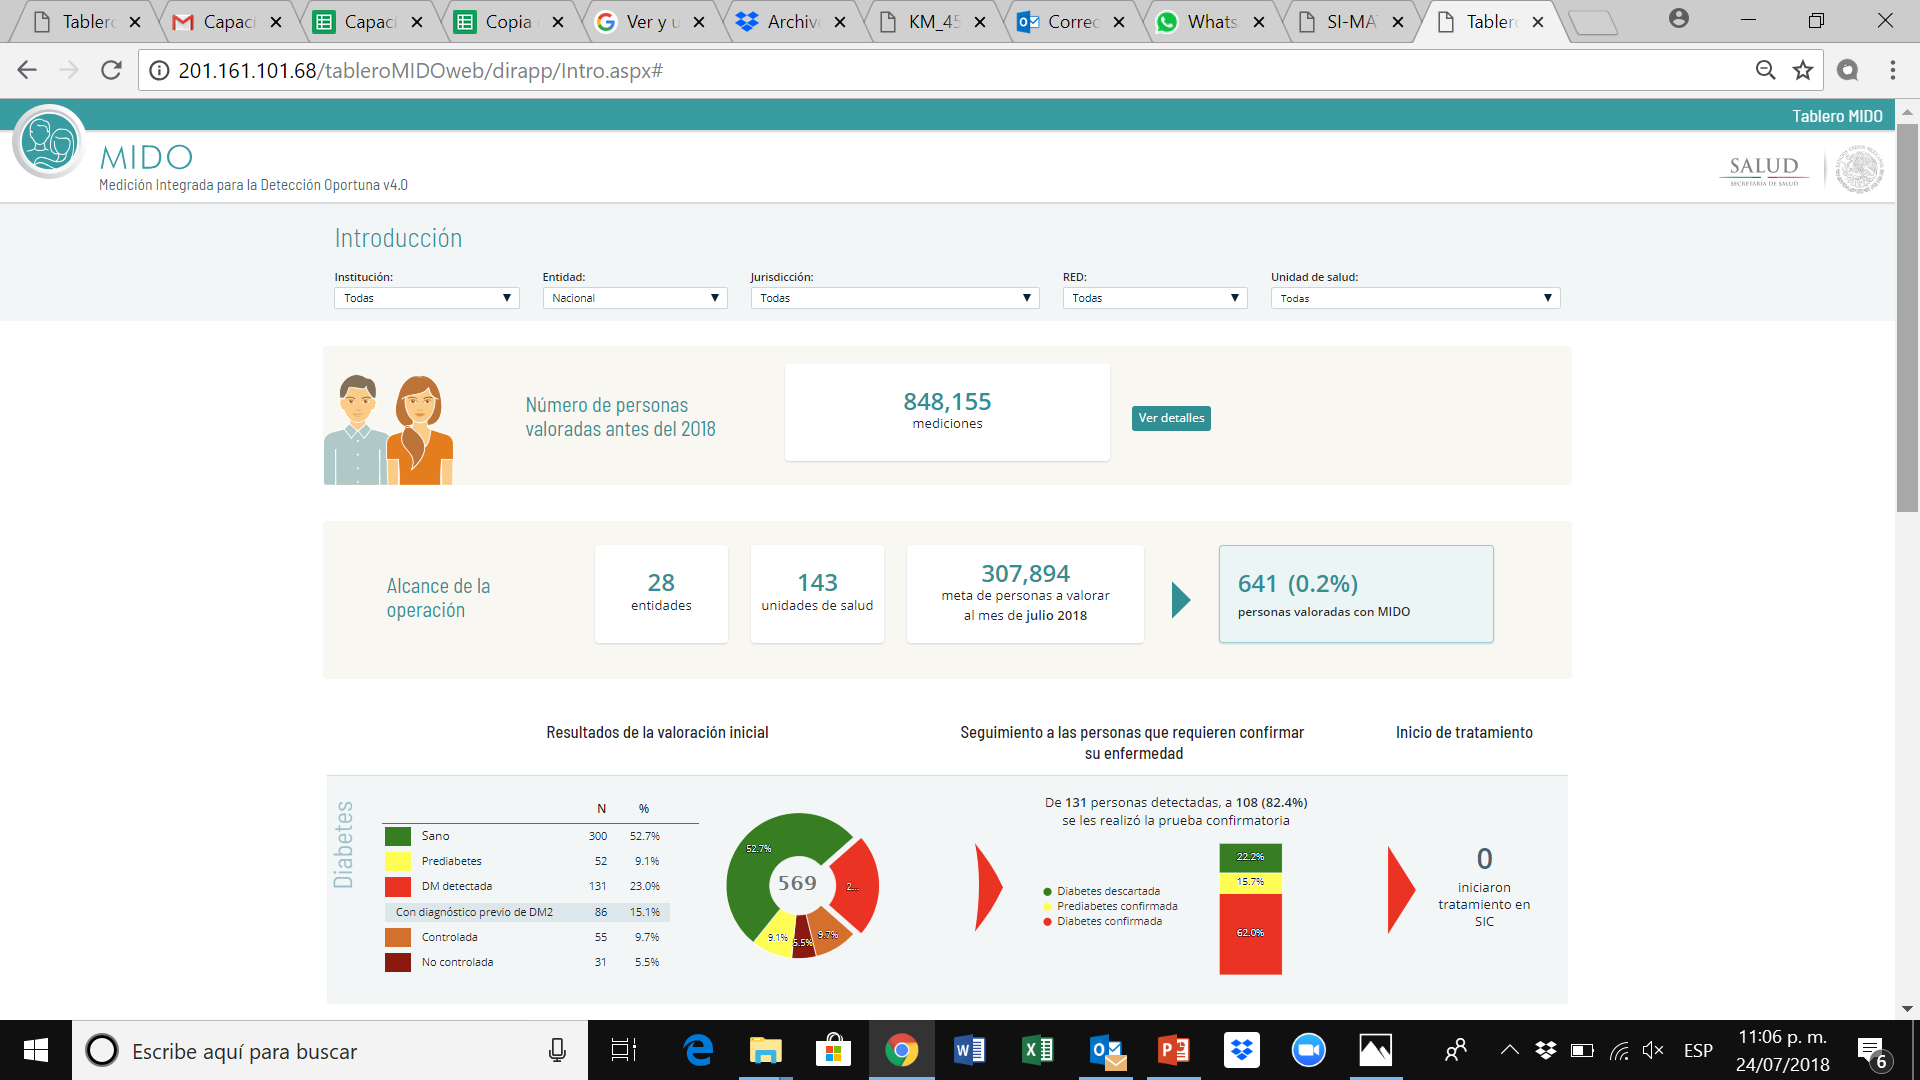 Tablero
Capaci
Capaci
Copia
Ver y u
Archivo
KM_45
Correo
Whats
SI-MA
Tablero
201.161.101.68/tableroMIDOweb/dirapp/Intro.aspx#
Tablero MIDO
MIDO
Medición Integrada para la Detección Oportuna v4.0
SALUD
SECRETARÍA DE SALUD
Introducción
Institución: Entidad: Jurisdicción: RED: Unidad de salud:
Todas Nacional Todas Todas Todas
Número de personas
valoradas antes del 2018
848,155
mediciones
Ver detalles
Alcance de la
operación
28
entidades
143
unidades de salud
307,894
meta de personas a valorar
al mes de julio 2018
641 (0.2%)
personas valoradas con MIDO
Resultados de la valoración inicial
Seguimiento a las personas que requieren confirmar
su enfermedad
Inicio de tratamiento
Diabetes
N %
Sano 300 52.7%
Prediabetes 52 9.1%
DM detectada 131 23.0%
Con diagnóstico previo de DM2 86 15.1%
Controlada 55 9.7%
No controlada 31 5.5%
52.7%
2...
569
9.1%
5.5%
9.7%
De 131 personas detectadas, a 108 (82.4%)
se les realizó la prueba confirmatoria
Diabetes descartada
Prediabetes confirmada
Diabetes confirmada
22.2%
15.7%
62.0%
0
iniciaron
tratamiento en
SIC
Escribe aquí para buscar
ESP
11:06 p. m.
24/07/2018
6